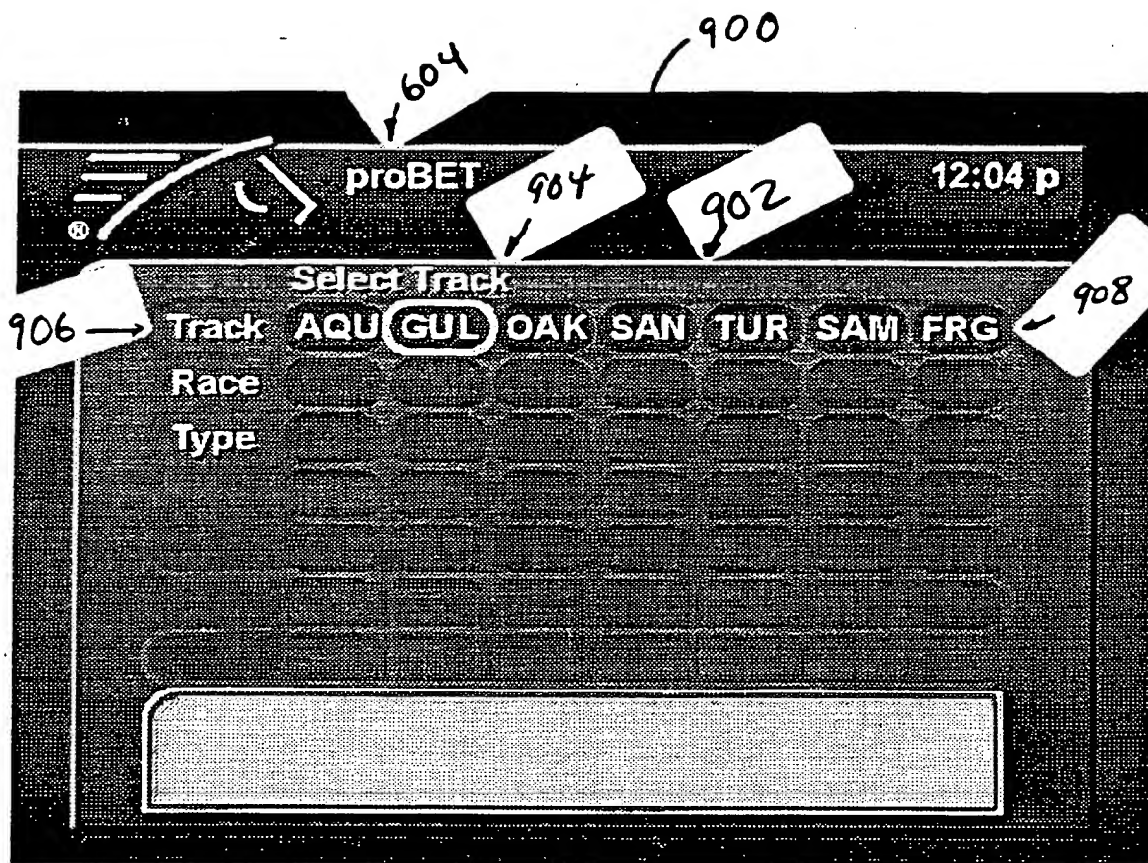 900
604
proBET
904
902
12:04 p
®
Select Track
908
906
Track AQU GUL OAK SAN TUR SAM FRG
Race
Type